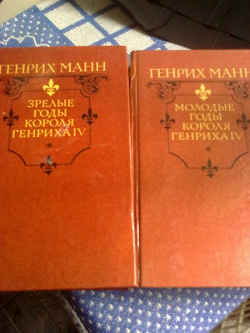 ГЕНРИХ МАНН
ЗРЕЛЫЕ
ГОДЫ
КОРОЛЯ
ГЕНРИХА IV
ГЕНРИХ МАНН
МОЛОДЫЕ
ГОДЫ
КОРОЛЯ
ГЕНРИХА IV